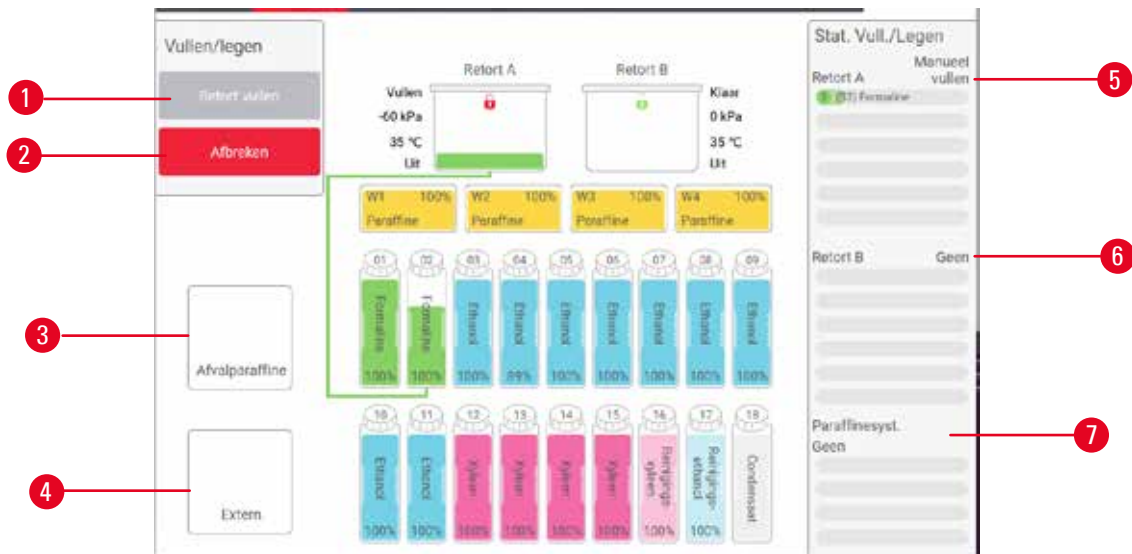 Vullen/legen
Retort vullen
Afbreken
1
2
3
4
Afvalparaffine
Extern
Retort A
Retort B
Vullen
-60 kPa
35 °C
Uit
Klaar
0 kPa
35 °C
Uit
W1 100%
Paraffine
W2 100%
Paraffine
W3 100%
Paraffine
W4 100%
Paraffine
01 02 03 04 05 06 07 08 09
Formaline
Formaline
Ethanol
Ethanol
Ethanol
Ethanol
Ethanol
Ethanol
Ethanol
100% 100% 100% 99% 100% 100% 100% 100% 100%
10 11 12 13 14 15 16 17 18
Ethanol
Ethanol
Xyleen
Xyleen
Xyleen
Xyleen
Reinigings-
xyleen
Reinigings-
ethanol
Condensaat
100% 100% 100% 100% 100% 100% 100% 100%
Stat. Vull./Legen
Manueel
Retort A vullen
Formaline
Retort B Geen
Paraffinesyst.
Geen
5
6
7